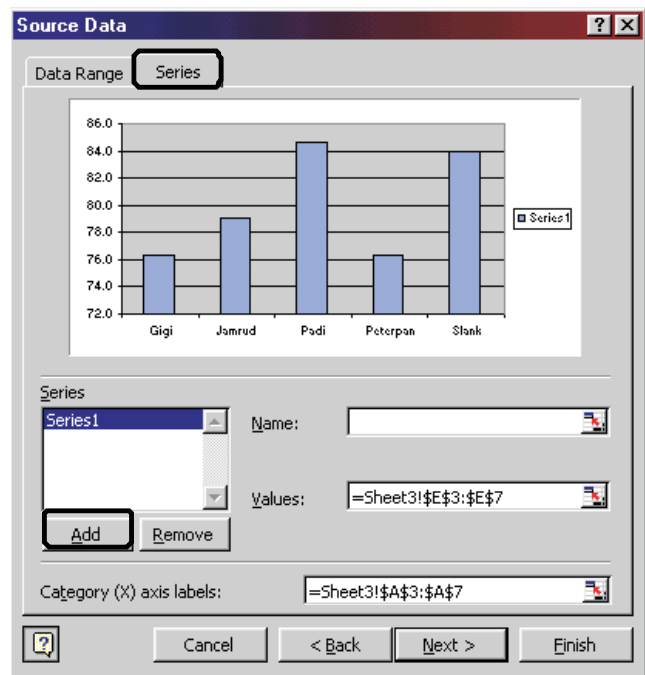 Source Data
Data Range Series
86.0
84.0
82.0
80.0
78.0
76.0
74.0
72.0
Series1
Gigi Jamrud Padi Peterpan Slank
Series
Series1
Name:
Values: =Sheet3!$E$3:$E$7
Add Remove
Category (X) axis labels: =Sheet3!$A$3:$A$7
? Cancel < Back Next > Finish